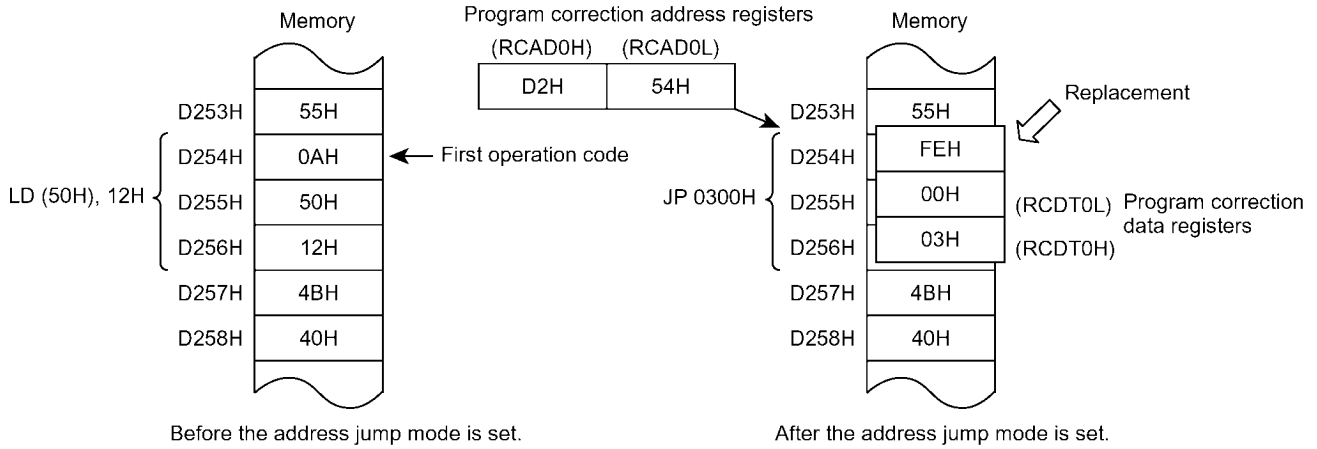 Memory
D253H 55H
D254H 0AH First operation code
LD (50H), 12H
D255H 50H
D256H 12H
D257H 4BH
D258H 40H
Before the address jump mode is set.
Program correction address registers
(RCAD0H) (RCAD0L)
D2H 54H
Memory
Replacement
D253H 55H
D254H FEH
JP 0300H
D255H 00H (RCDT0L)
D256H 03H (RCDT0H)
Program correction
data registers
D257H 4BH
D258H 40H
After the address jump mode is set.